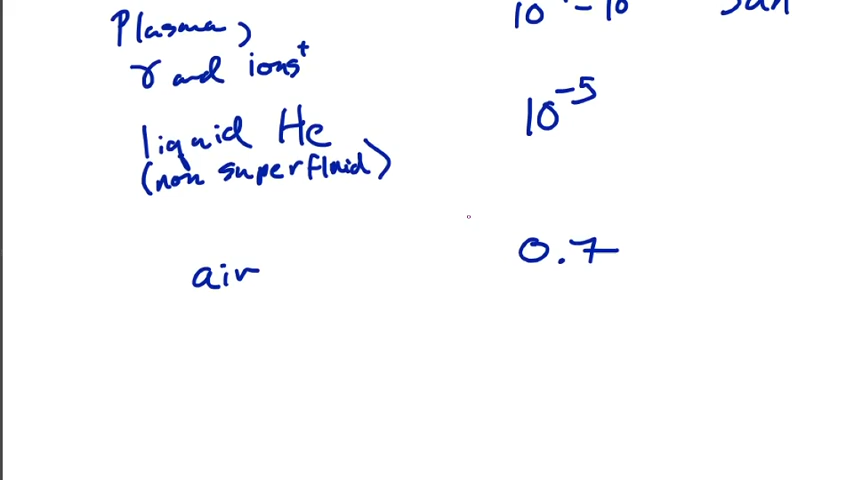 Plasma,
γ and ions⁺
10⁻⁵
liquid He
(non superfluid)
air
0.7